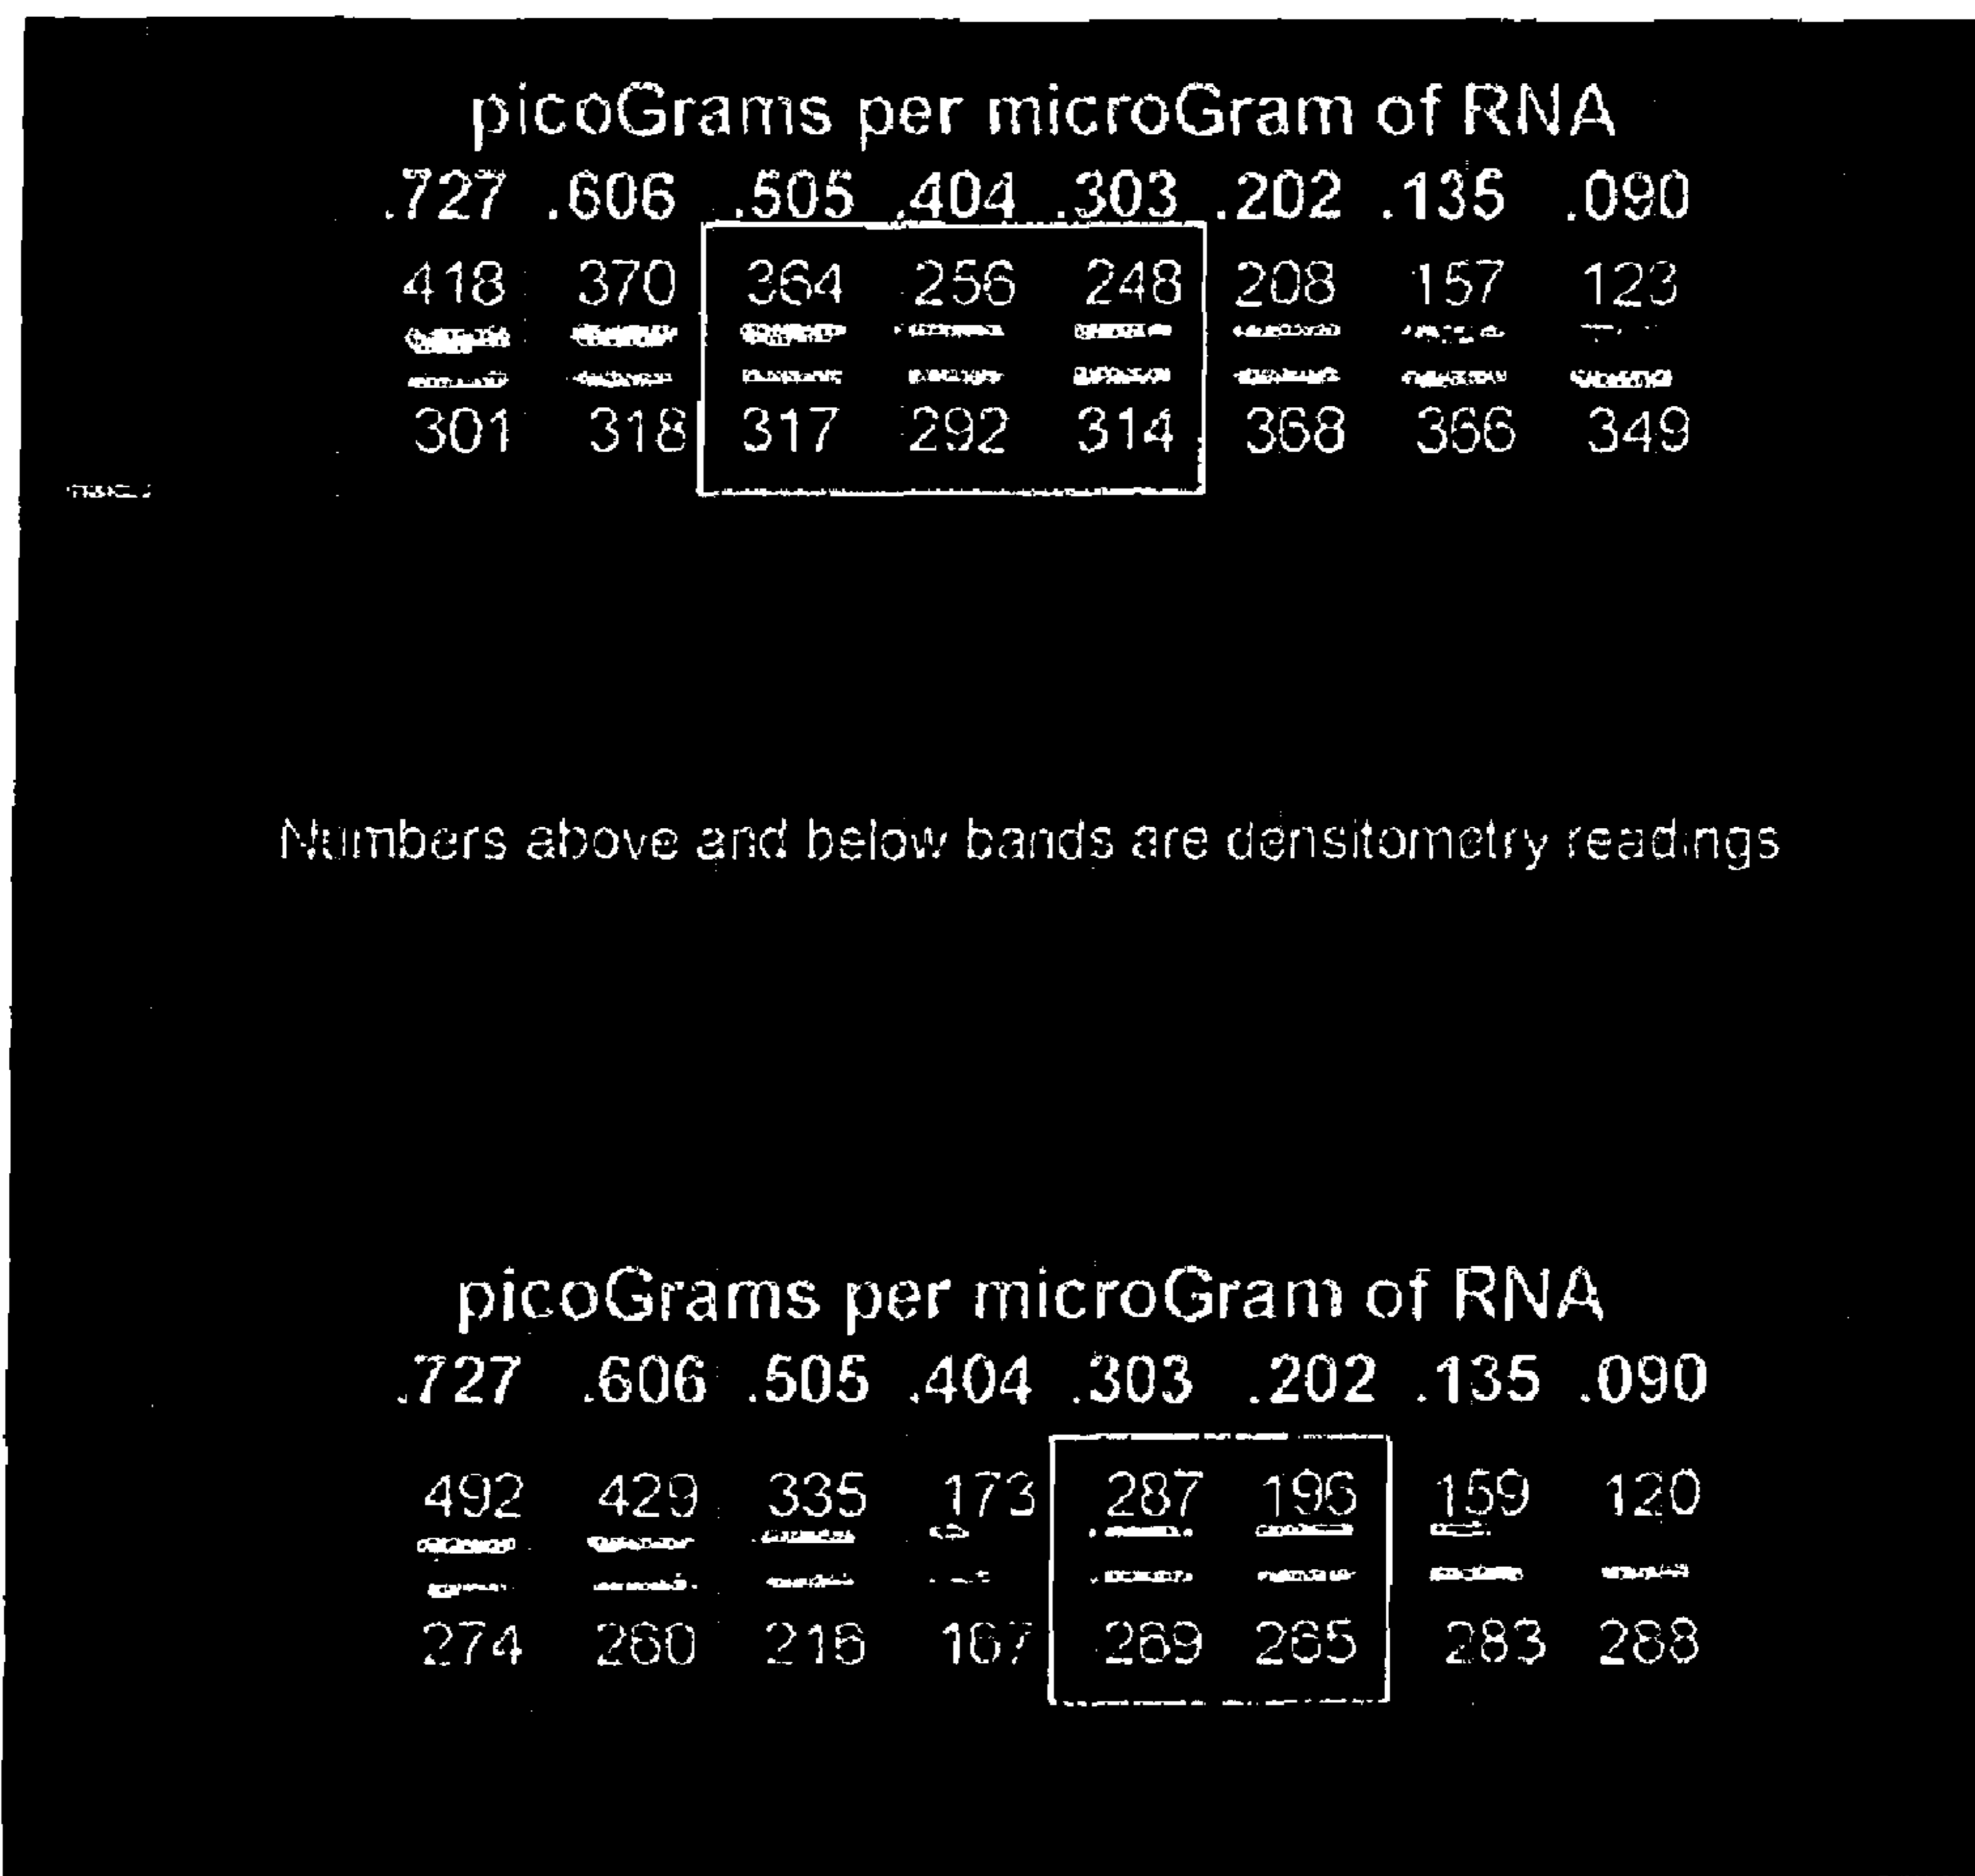 picoGrams per microGram of RNA
.727 .606 .505 .404 .303 .202 .135 .090
418 370 364 256 248 208 157 123
301 318 317 292 314 368 366 349
Numbers above and below bands are densitometry readings
picoGrams per microGram of RNA
.727 .606 .505 .404 .303 .202 .135 .090
492 429 335 173 287 196 159 120
274 260 216 167 269 265 283 288